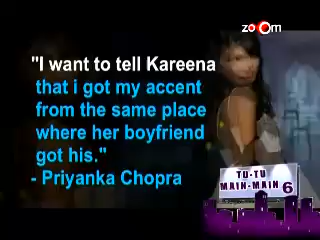 zoom
"I want to tell Kareena
that i got my accent
from the same place
where her boyfriend
got his."
- Priyanka Chopra
TU-TU
MAIN-MAIN 6